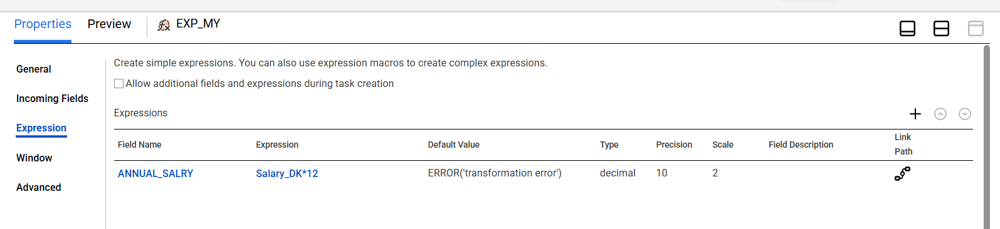 Properties Preview EXP_MY
General
Incoming Fields
Expression
Window
Advanced
Create simple expressions. You can also use expression macros to create complex expressions.
Allow additional fields and expressions during task creation
Expressions
Field Name Expression Default Value Type Precision Scale Field Description Link Path
ANNUAL_SALRY Salary_DK*12 ERROR('transformation error') decimal 10 2